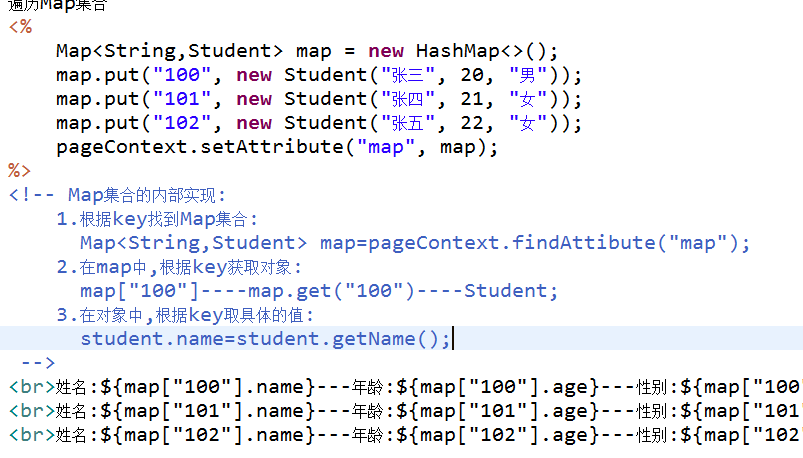 遍历Map集合
<%
Map<String,Student> map = new HashMap<>();
map.put("100", new Student("张三", 20, "男"));
map.put("101", new Student("张四", 21, "女"));
map.put("102", new Student("张五", 22, "女"));
pageContext.setAttribute("map", map);
%>
<!-- Map集合的内部实现:
1.根据key找到Map集合:
Map<String,Student> map=pageContext.findAttibute("map");
2.在map中,根据key获取对象:
map["100"]----map.get("100")----Student;
3.在对象中,根据key取具体的值:
student.name=student.getName();
-->
<br>姓名:${map["100"].name}---年龄:${map["100"].age}---性别:${map["100"
<br>姓名:${map["101"].name}---年龄:${map["101"].age}---性别:${map["101"
<br>姓名:${map["102"].name}---年龄:${map["102"].age}---性别:${map["102"